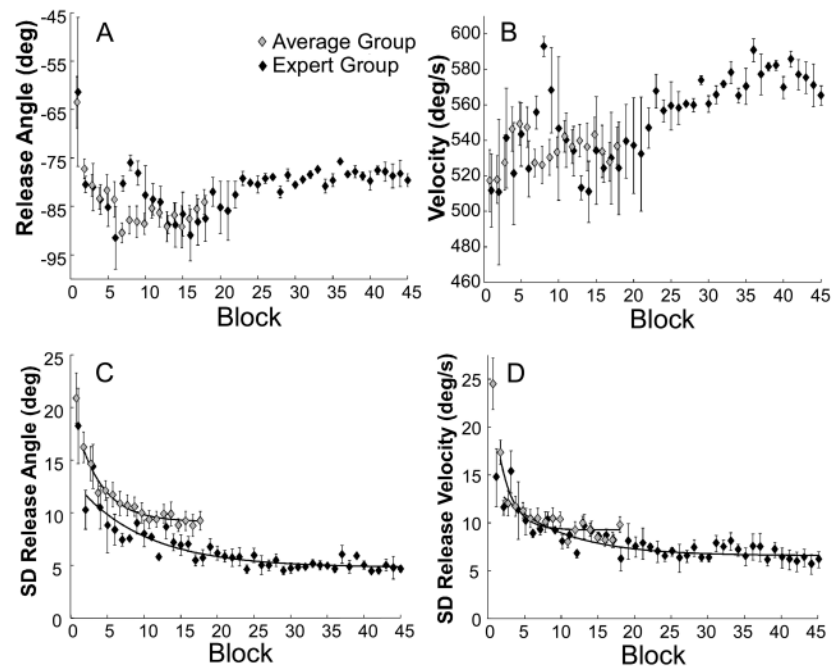 A
Average Group
Expert Group
Release Angle (deg)
-45
-55
-65
-75
-85
-95
0 5 10 15 20 25 30 35 40 45
Block
B
Velocity (deg/s)
600
580
560
540
520
500
480
460
0 5 10 15 20 25 30 35 40 45
Block
C
SD Release Angle (deg)
25
20
15
10
5
0
0 5 10 15 20 25 30 35 40 45
Block
D
SD Release Velocity (deg/s)
25
20
15
10
5
0
0 5 10 15 20 25 30 35 40 45
Block